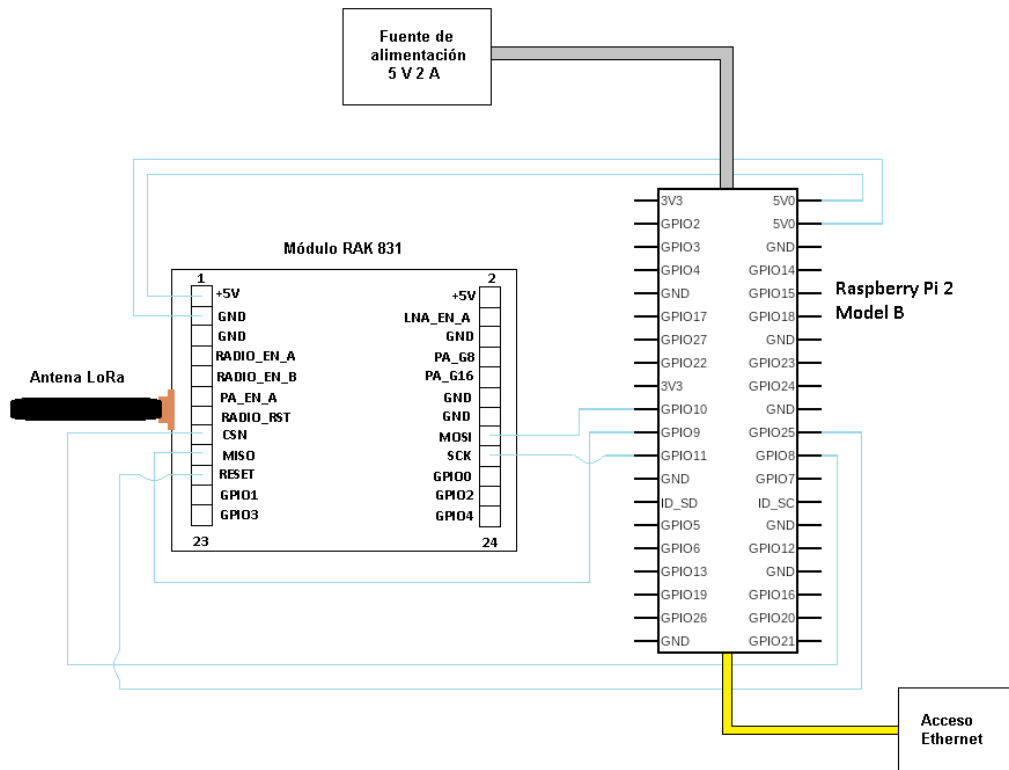 Fuente de
alimentación
5 V 2 A
Módulo RAK 831
1
2
+5V
GND
GND
RADIO_EN_A
RADIO_EN_B
PA_EN_A
RADIO_RST
CSN
MISO
RESET
GPIO1
GPIO3
23
+5V
LNA_EN_A
GND
PA_G8
PA_G16
GND
GND
MOSI
SCK
GPIO0
GPIO2
GPIO4
24
Antena LoRa
3V3
GPIO2
GPIO3
GPIO4
GND
GPIO17
GPIO27
GPIO22
3V3
GPIO10
GPIO9
GPIO11
GND
ID_SD
GPIO5
GPIO6
GPIO13
GPIO19
GPIO26
GND
5V0
5V0
GND
GPIO14
GPIO15
GPIO18
GND
GPIO23
GPIO24
GND
GPIO25
GPIO8
GPIO7
ID_SC
GND
GPIO12
GND
GPIO16
GPIO20
GPIO21
Raspberry Pi 2
Model B
Acceso
Ethernet